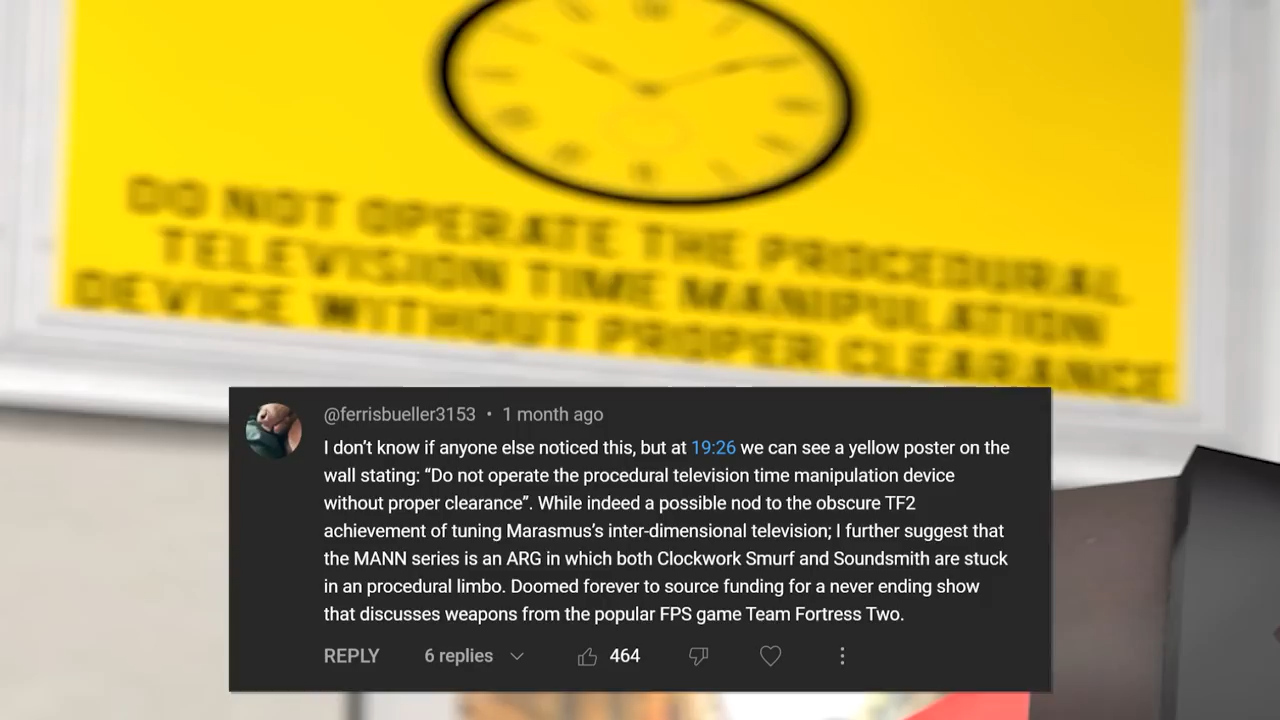 DO NOT OPERATE THE PROCEDURAL
TELEVISION TIME MANIPULATION
DEVICE WITHOUT PROPER CLEARANCE
@ferrisbueller3153 • 1 month ago
I don't know if anyone else noticed this, but at 19:26 we can see a yellow poster on the
wall stating: “Do not operate the procedural television time manipulation device
without proper clearance”. While indeed a possible nod to the obscure TF2
achievement of tuning Marasmus's inter-dimensional television; I further suggest that
the MANN series is an ARG in which both Clockwork Smurf and Soundsmith are stuck
in an procedural limbo. Doomed forever to source funding for a never ending show
that discusses weapons from the popular FPS game Team Fortress Two.
REPLY 6 replies 464